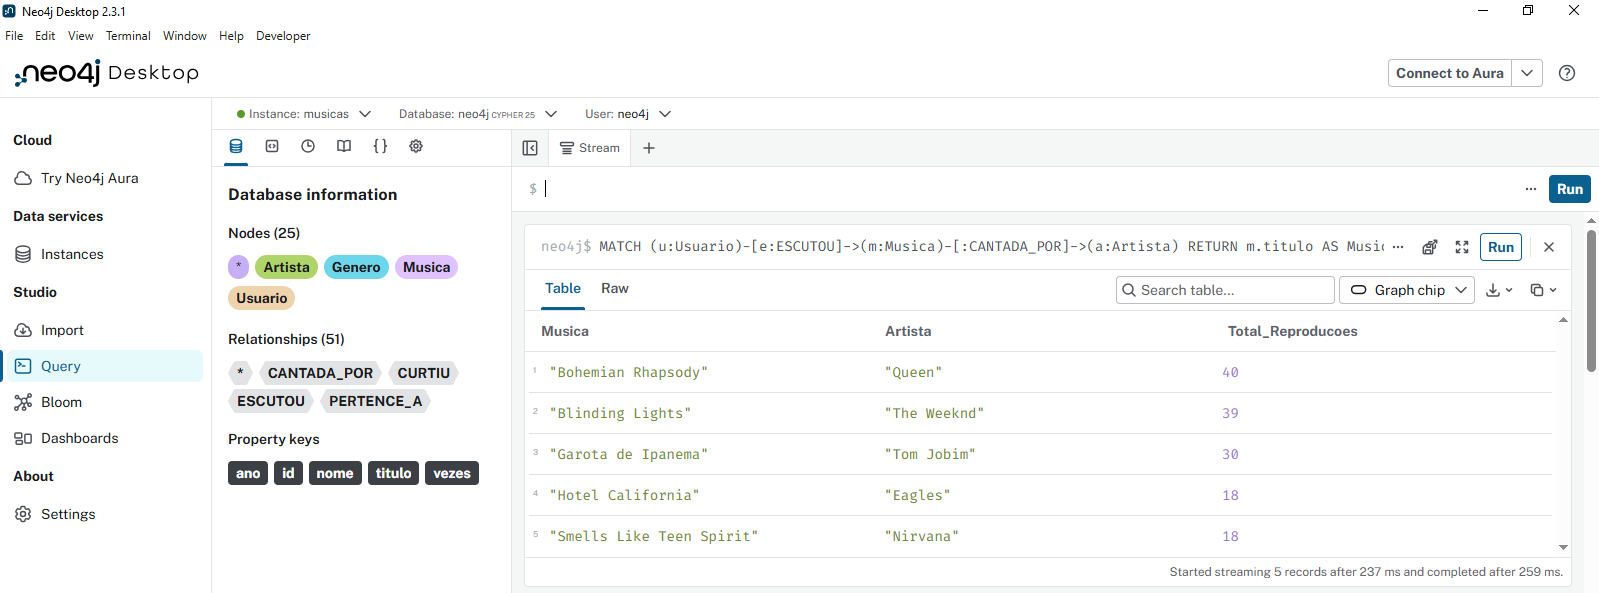 Neo4j Desktop 2.3.1
File Edit View Terminal Window Help Developer
neo4j Desktop
Connect to Aura
Instance: musicas Database: neo4j CYPHER 25 User: neo4j
Cloud
Try Neo4j Aura
Data services
Instances
Studio
Import
Query
Bloom
Dashboards
About
Settings
Database information
Nodes (25)
* Artista Genero Musica
Usuario
Relationships (51)
* CANTADA_POR CURTIU
ESCUTOU PERTENCE_A
Property keys
ano id nome titulo vezes
Stream +
$ ... Run
neo4j$ MATCH (u:Usuario)-[e:ESCUTOU]->(m:Musica)-[:CANTADA_POR]->(a:Artista) RETURN m.titulo AS Music ... Run
Table Raw Search table... Graph chip
Musica Artista Total_Reproducoes
1 "Bohemian Rhapsody" "Queen" 40
2 "Blinding Lights" "The Weeknd" 39
3 "Garota de Ipanema" "Tom Jobim" 30
4 "Hotel California" "Eagles" 18
5 "Smells Like Teen Spirit" "Nirvana" 18
Started streaming 5 records after 237 ms and completed after 259 ms.